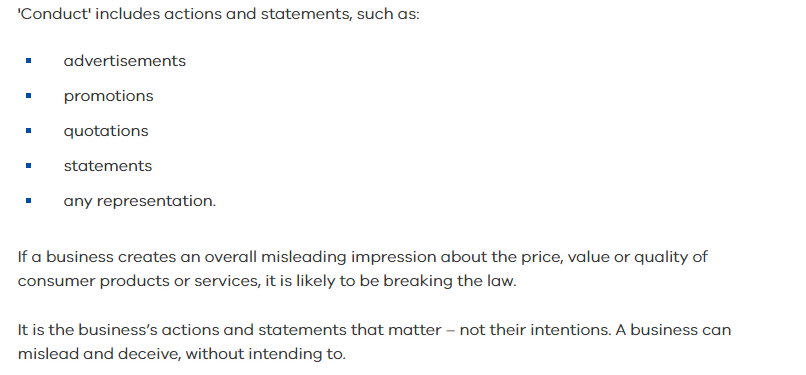 'Conduct' includes actions and statements, such as:
▪ advertisements
▪ promotions
▪ quotations
▪ statements
▪ any representation.
If a business creates an overall misleading impression about the price, value or quality of
consumer products or services, it is likely to be breaking the law.
It is the business’s actions and statements that matter – not their intentions. A business can
mislead and deceive, without intending to.